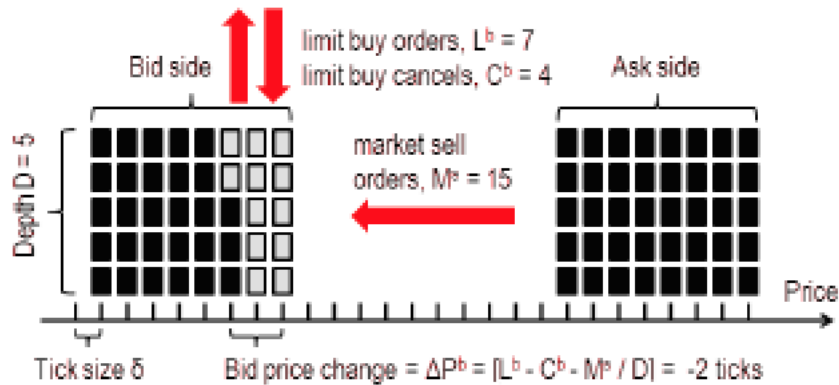 limit buy orders, Lᵇ = 7
Bid side
limit buy cancels, Cᵇ = 4
Ask side
market sell
orders, Mˢ = 15
Depth D = 5
Price
Tick size δ
Bid price change = ΔPᵇ = ⌈Lᵇ - Cᵇ - Mˢ / D⌉ = -2 ticks